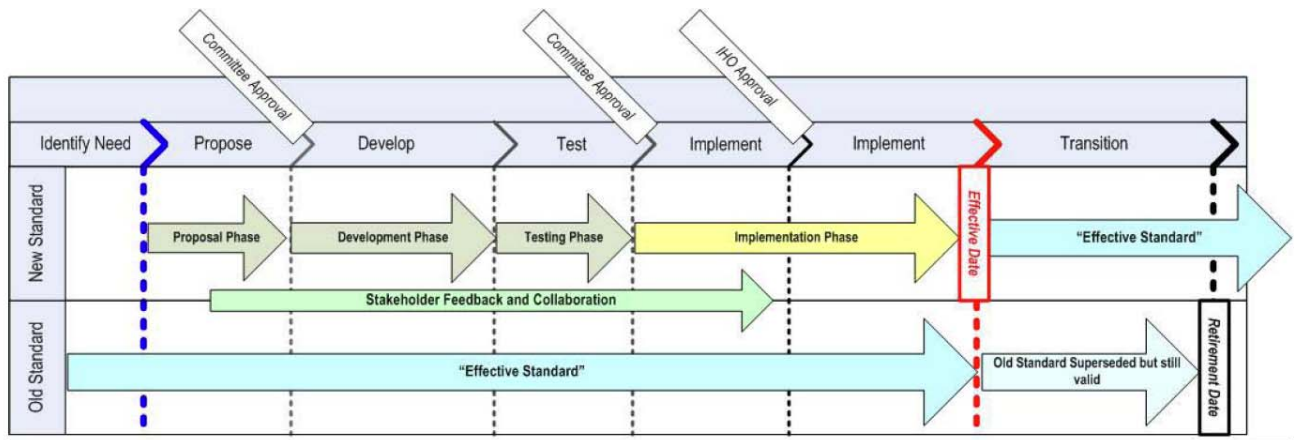 Committee Approval
Committee Approval
IHO Approval
Identify Need
Propose
Develop
Test
Implement
Implement
Transition
New Standard
Proposal Phase
Development Phase
Testing Phase
Implementation Phase
Effective Date
“Effective Standard”
Stakeholder Feedback and Collaboration
Old Standard
“Effective Standard”
Old Standard Superseded but still
valid
Retirement Date